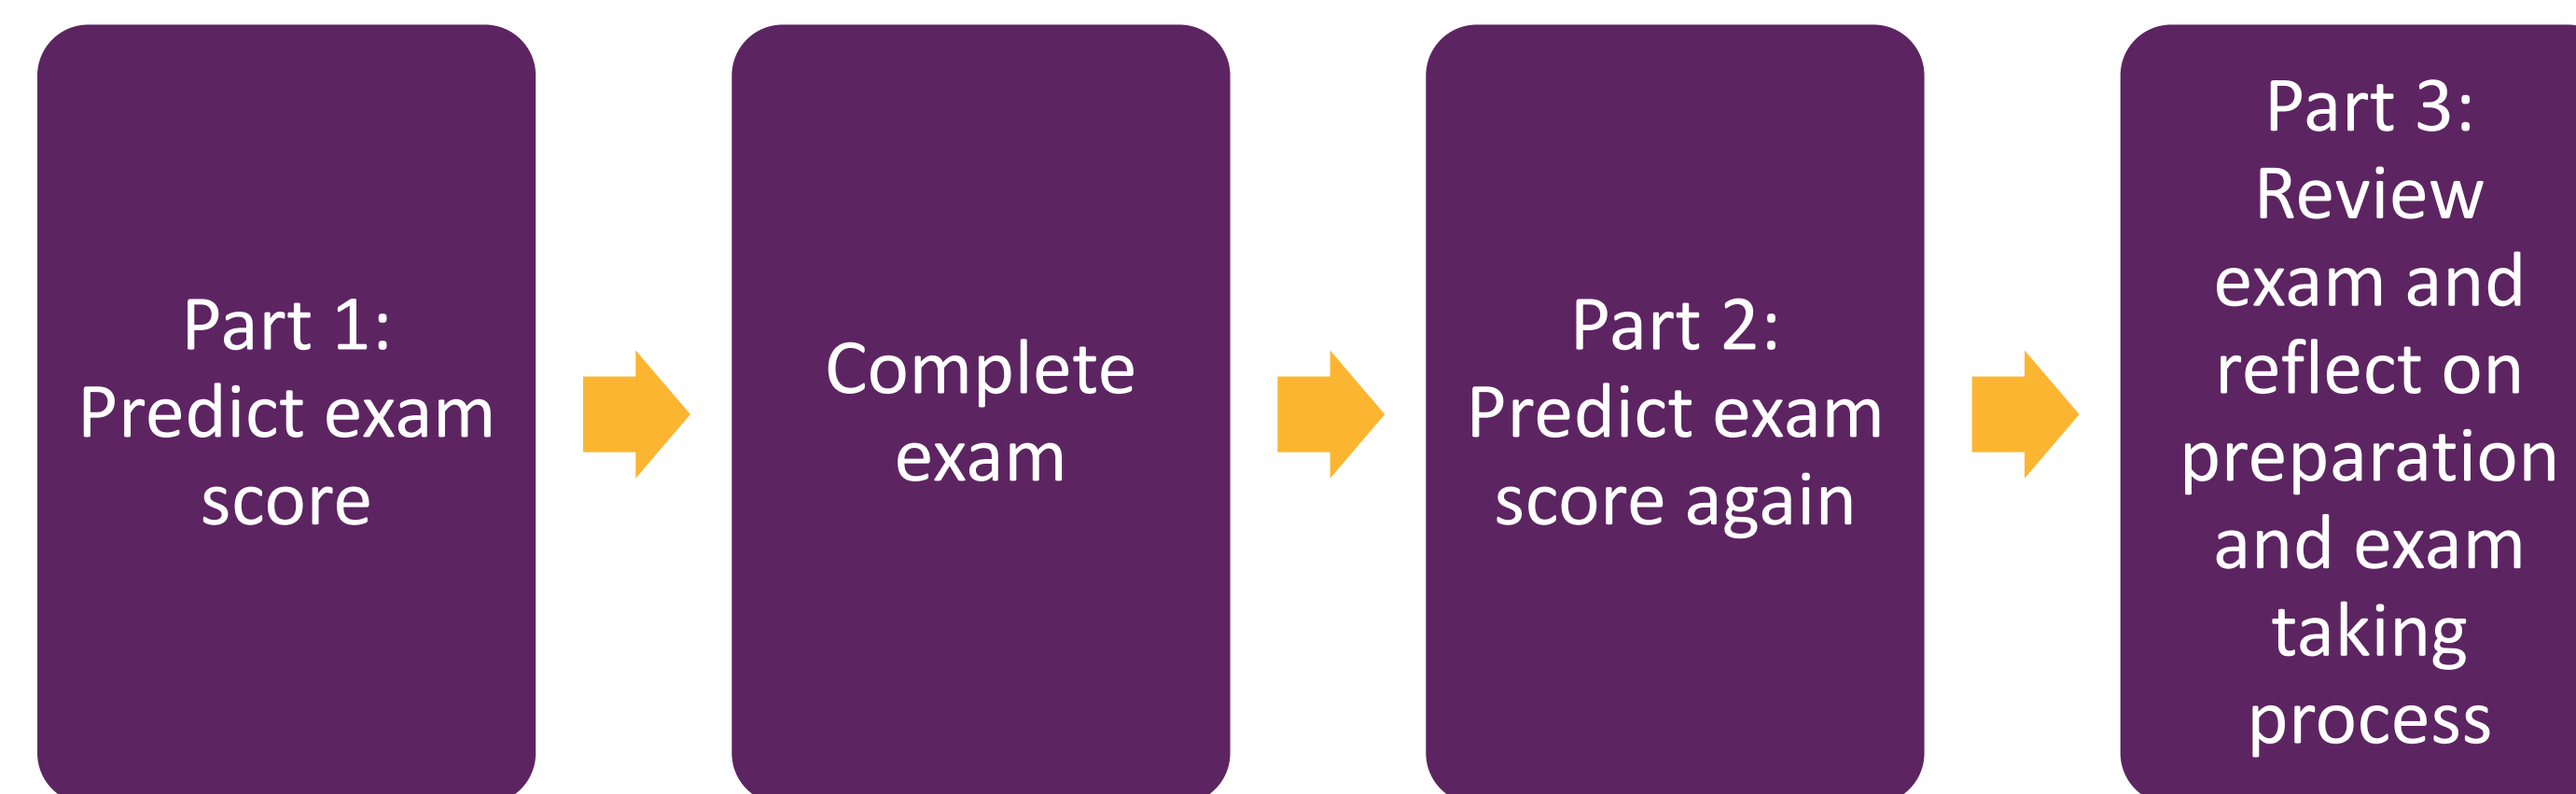 Part 1:
Predict exam
score
Complete
exam
Part 2:
Predict exam
score again
Part 3:
Review
exam and
reflect on
preparation
and exam
taking
process